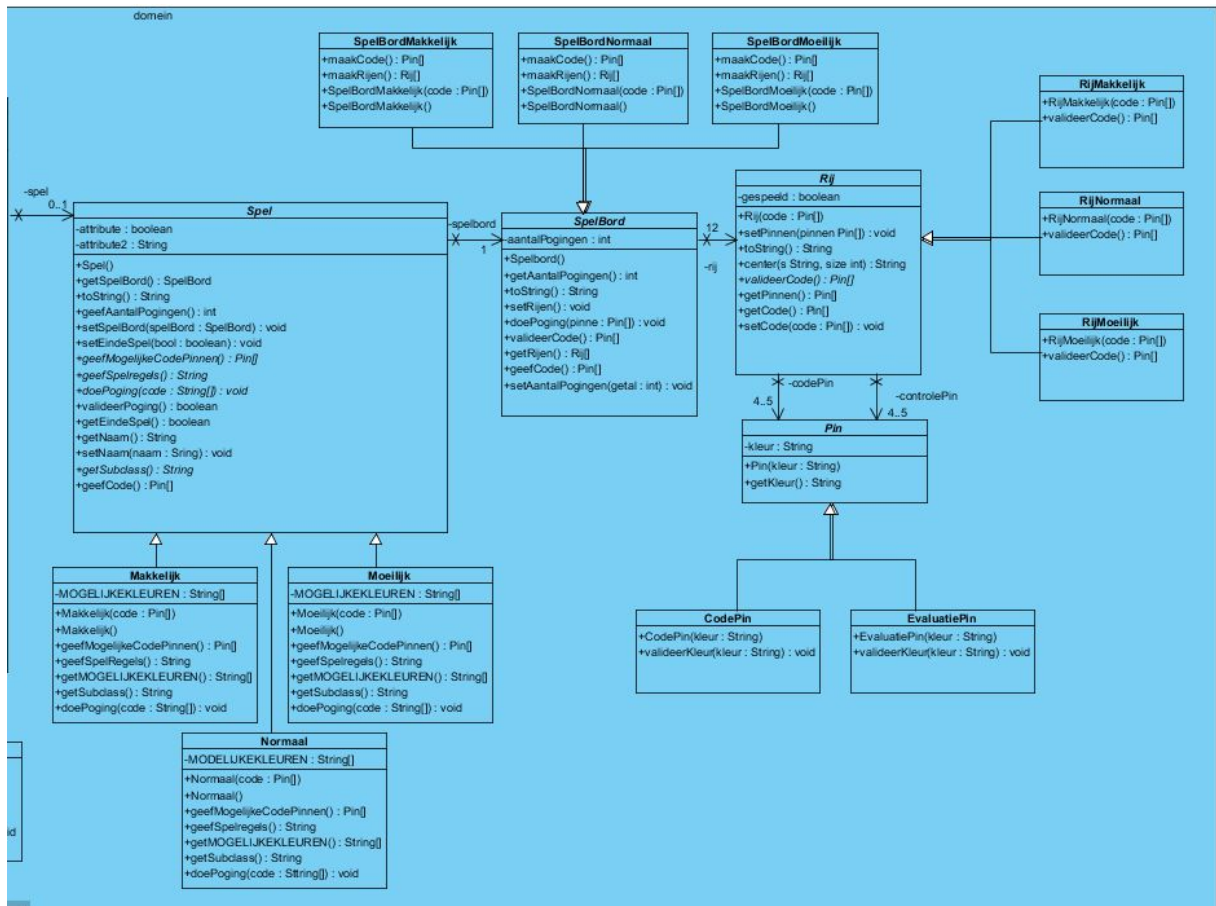 domein
SpelBordMakkelijk
+maakCode() : Pin[]
+maakRijen() : Rij[]
+SpelBordMakkelijk(code : Pin[])
+SpelBordMakkelijk()
SpelBordNormaal
+maakCode() : Pin[]
+maakRijen() : Rij[]
+SpelBordNormaal(code : Pin[])
+SpelBordNormaal()
SpelBordMoeilijk
+maakCode() : Pin[]
+maakRijen() : Rij[]
+SpelBordMoeilijk(code : Pin[])
+SpelBordMoeilijk()
RijMakkelijk
+RijMakkelijk(code : Pin[])
+valideerCode() : Pin[]
RijNormaal
+RijNormaal(code : Pin[])
+valideerCode() : Pin[]
RijMoeilijk
+RijMoeilijk(code : Pin[])
+valideerCode() : Pin[]
-spel
0..1
Spel
-attribute : boolean
-attribute2 : String
+Spel()
+getSpelBord() : SpelBord
+toString() : String
+geefAantalPogingen() : int
+setSpelBord(spelBord : SpelBord) : void
+setEindeSpel(bool : boolean) : void
+geefMogelijkeCodePinnen() : Pin[]
+geefSpelregels() : String
+doePoging(code : String[]) : void
+valideerPoging() : boolean
+getEindeSpel() : boolean
+getNaam() : String
+setNaam(naam : Sring) : void
+getSubclass() : String
+geefCode() : Pin[]
-spelbord
1
SpelBord
-aantalPogingen : int
+Spelbord()
+getAantalPogingen() : int
+toString() : String
+setRijen() : void
+doePoging(pinne : Pin[]) : void
+valideerCode() : Pin[]
+getRijen() : Rij[]
+geefCode() : Pin[]
+setAantalPogingen(getal : int) : void
12
-rij
Rij
-gespeeld : boolean
+Rij(code : Pin[])
+setPinnen(pinnen Pin[]) : void
+toString() : String
+center(s String, size int) : String
+valideerCode() : Pin[]
+getPinnen() : Pin[]
+getCode() : Pin[]
+setCode(code : Pin[]) : void
-codePin
4..5
-controlePin
4..5
Pin
-kleur : String
+Pin(kleur : String)
+getKleur() : String
CodePin
+CodePin(kleur : String)
+valideerKleur(kleur : String) : void
EvaluatiePin
+EvaluatiePin(kleur : String)
+valideerKleur(kleur : String) : void
Makkelijk
-MOGELIJKEKLEUREN : String[]
+Makkelijk(code : Pin[])
+Makkelijk()
+geefMogelijkeCodePinnen() : Pin[]
+geefSpelRegels() : String
+getMOGELIJKEKLEUREN() : String[]
+getSubclass() : String
+doePoging(code : String[]) : void
Moeilijk
-MOGELIJKEKLEUREN : String[]
+Moeilijk(code : Pin[])
+Moeilijk()
+geefMogelijkeCodePinnen() : Pin[]
+geefSpelregels() : String
+getMOGELIJKEKLEUREN() : String[]
+getSubclass() : String
+doePoging(code : String[]) : void
Normaal
-MODELIJKEKLEUREN : String[]
+Normaal(code : Pin[])
+Normaal()
+geefMogelijkeCodePinnen() : Pin[]
+geefSpelregels() : String
+getMOGELIJKEKLEUREN() : String[]
+getSubclass() : String
+doePoging(code : Sttring[]) : void
id